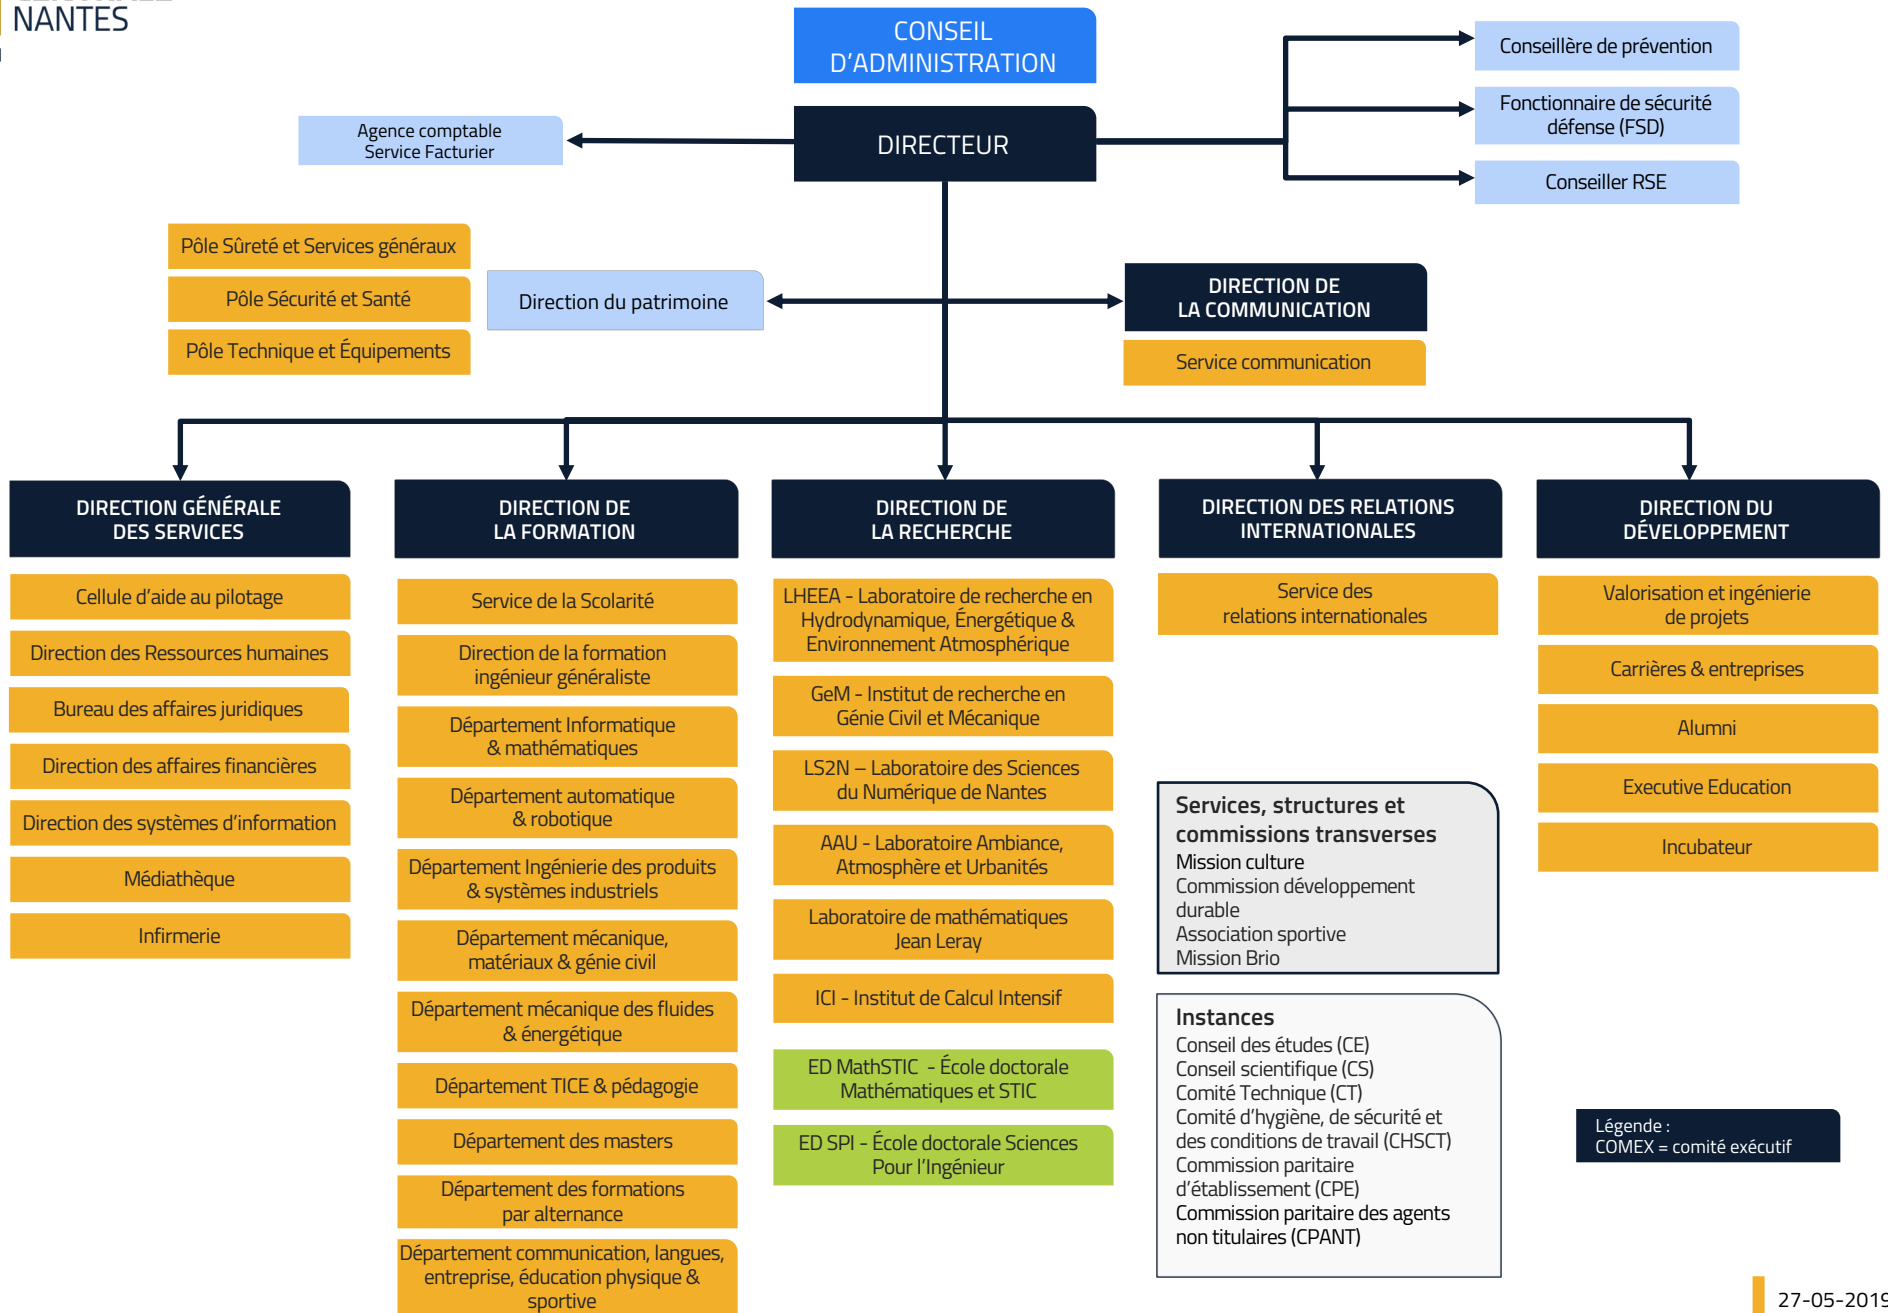 NANTES
CONSEIL
D'ADMINISTRATION
DIRECTEUR
Agence comptable
Service Facturier
Conseillère de prévention
Fonctionnaire de sécurité
défense (FSD)
Conseiller RSE
Pôle Sûreté et Services généraux
Pôle Sécurité et Santé
Pôle Technique et Équipements
Direction du patrimoine
DIRECTION DE
LA COMMUNICATION
Service communication
DIRECTION GÉNÉRALE
DES SERVICES
Cellule d'aide au pilotage
Direction des Ressources humaines
Bureau des affaires juridiques
Direction des affaires financières
Direction des systèmes d'information
Médiathèque
Infirmerie
DIRECTION DE
LA FORMATION
Service de la Scolarité
Direction de la formation
ingénieur généraliste
Département Informatique
& mathématiques
Département automatique
& robotique
Département Ingénierie des produits
& systèmes industriels
Département mécanique,
matériaux & génie civil
Département mécanique des fluides
& énergétique
Département TICE & pédagogie
Département des masters
Département des formations
par alternance
Département communication, langues,
entreprise, éducation physique &
sportive
DIRECTION DE
LA RECHERCHE
LHEEA - Laboratoire de recherche en
Hydrodynamique, Énergétique &
Environnement Atmosphérique
GeM - Institut de recherche en
Génie Civil et Mécanique
LS2N – Laboratoire des Sciences
du Numérique de Nantes
AAU - Laboratoire Ambiance,
Atmosphère et Urbanités
Laboratoire de mathématiques
Jean Leray
ICI - Institut de Calcul Intensif
ED MathSTIC - École doctorale
Mathématiques et STIC
ED SPI - École doctorale Sciences
Pour l'Ingénieur
DIRECTION DES RELATIONS
INTERNATIONALES
Service des
relations internationales
Services, structures et
commissions transverses
Mission culture
Commission développement
durable
Association sportive
Mission Brio
Instances
Conseil des études (CE)
Conseil scientifique (CS)
Comité Technique (CT)
Comité d'hygiène, de sécurité et
des conditions de travail (CHSCT)
Commission paritaire
d'établissement (CPE)
Commission paritaire des agents
non titulaires (CPANT)
DIRECTION DU
DÉVELOPPEMENT
Valorisation et ingénierie
de projets
Carrières & entreprises
Alumni
Executive Education
Incubateur
Légende :
COMEX = comité exécutif
27-05-2019